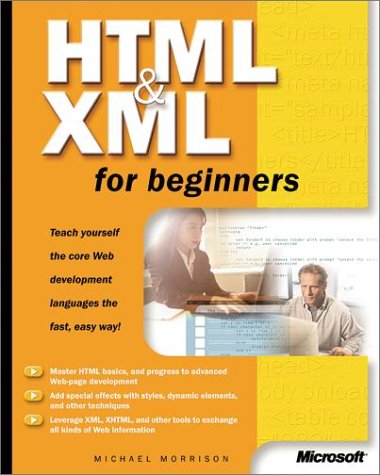 HTML
&
XML
for beginners
Teach yourself
the core Web
development
languages the
fast, easy way!
Master HTML basics, and progress to advanced
Web-page development
Add special effects with styles, dynamic elements,
and other techniques
Leverage XML, XHTML, and other tools to exchange
all kinds of Web information
MICHAEL MORRISON
Microsoft